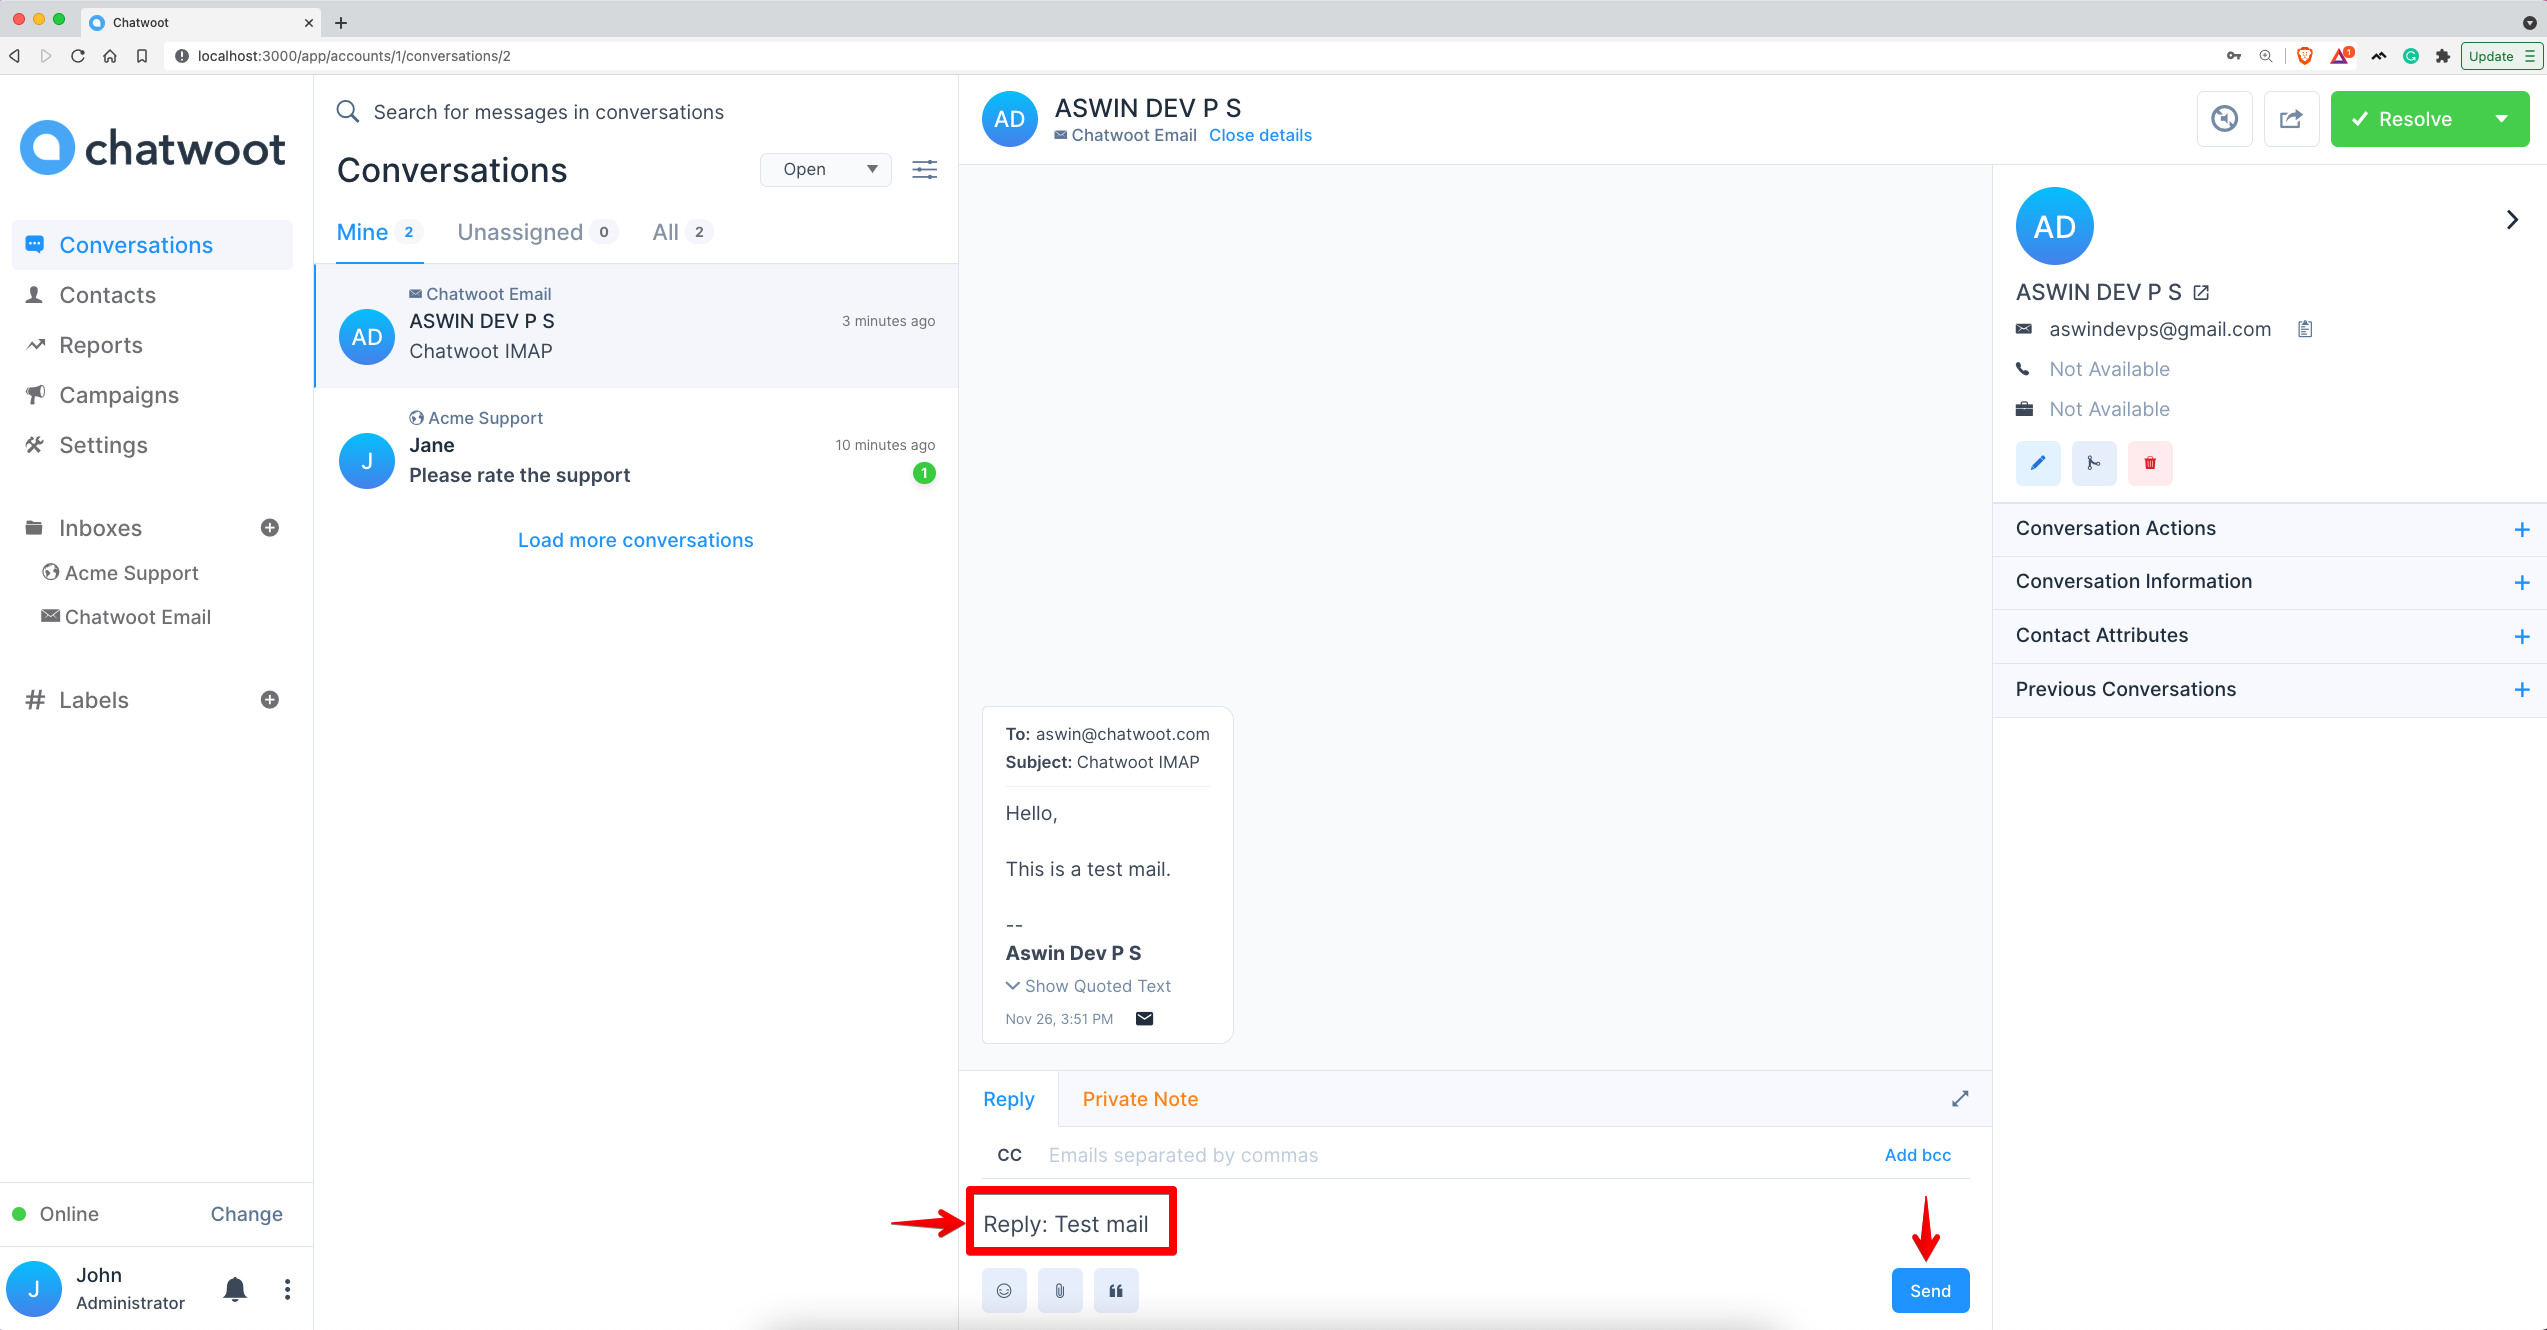 Chatwoot
localhost:3000/app/accounts/1/conversations/2
1
Update
chatwoot
Conversations
Contacts
Reports
Campaigns
Settings
Inboxes
Acme Support
Chatwoot Email
Labels
Online
Change
J
John
Administrator
Search for messages in conversations
Conversations
Open
Mine 2
Unassigned 0
All 2
Chatwoot Email
AD
ASWIN DEV P S
3 minutes ago
Chatwoot IMAP
Acme Support
J
Jane
10 minutes ago
Please rate the support
1
Load more conversations
AD
ASWIN DEV P S
Chatwoot Email Close details
Resolve
To: aswin@chatwoot.com
Subject: Chatwoot IMAP
Hello,
This is a test mail.
--
Aswin Dev P S
Show Quoted Text
Nov 26, 3:51 PM
Reply
Private Note
CC
Emails separated by commas
Add bcc
Reply: Test mail
Send
AD
ASWIN DEV P S
aswindevps@gmail.com
Not Available
Not Available
Conversation Actions
Conversation Information
Contact Attributes
Previous Conversations